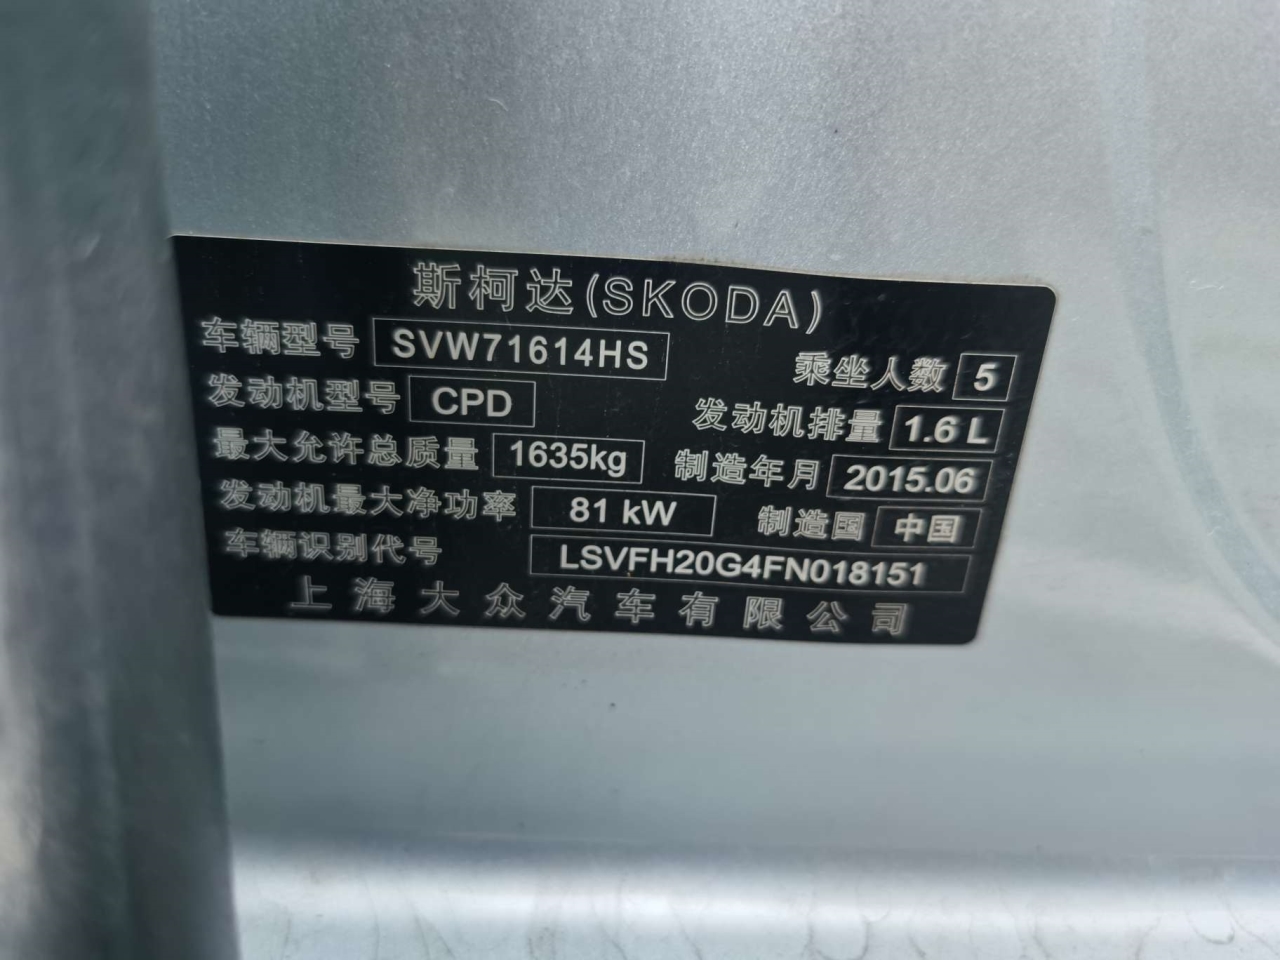 斯柯达(SKODA)
车辆型号 SVW71614HS 乘坐人数 5
发动机型号 CPD 发动机排量 1.6 L
最大允许总质量 1635kg 制造年月 2015.06
发动机最大净功率 81 kW 制造国 中国
车辆识别代号 LSVFH20G4FN018151
上海大众汽车有限公司